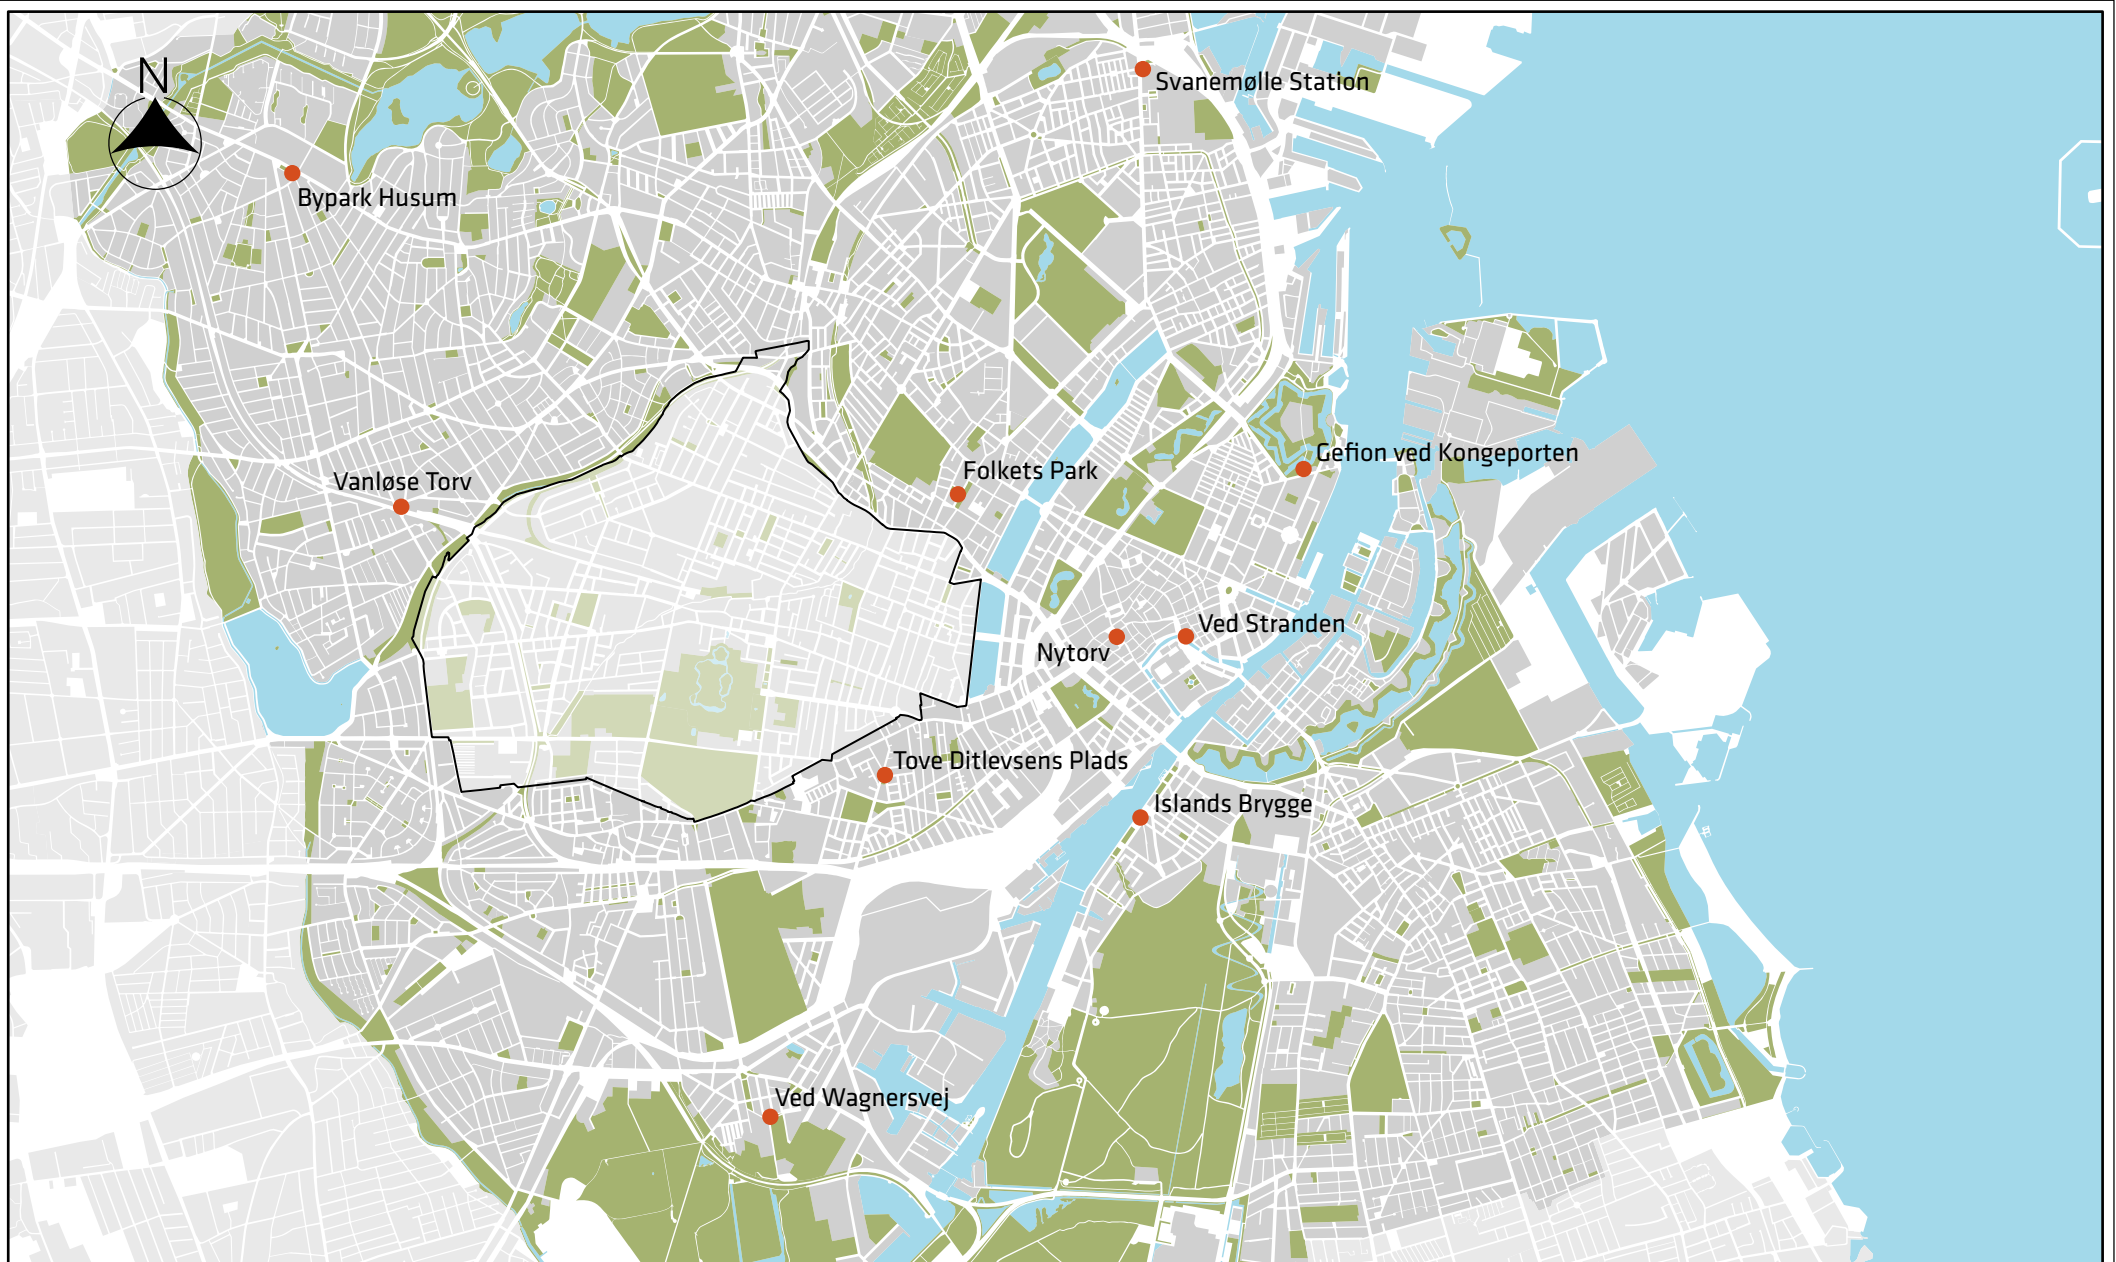 N
Svanemølle Station
Bypark Husum
Gefion ved Kongeporten
Folkets Park
Vanløse Torv
Ved Stranden
Nytorv
Tove Ditlevsens Plads
Islands Brygge
Ved Wagnersvej